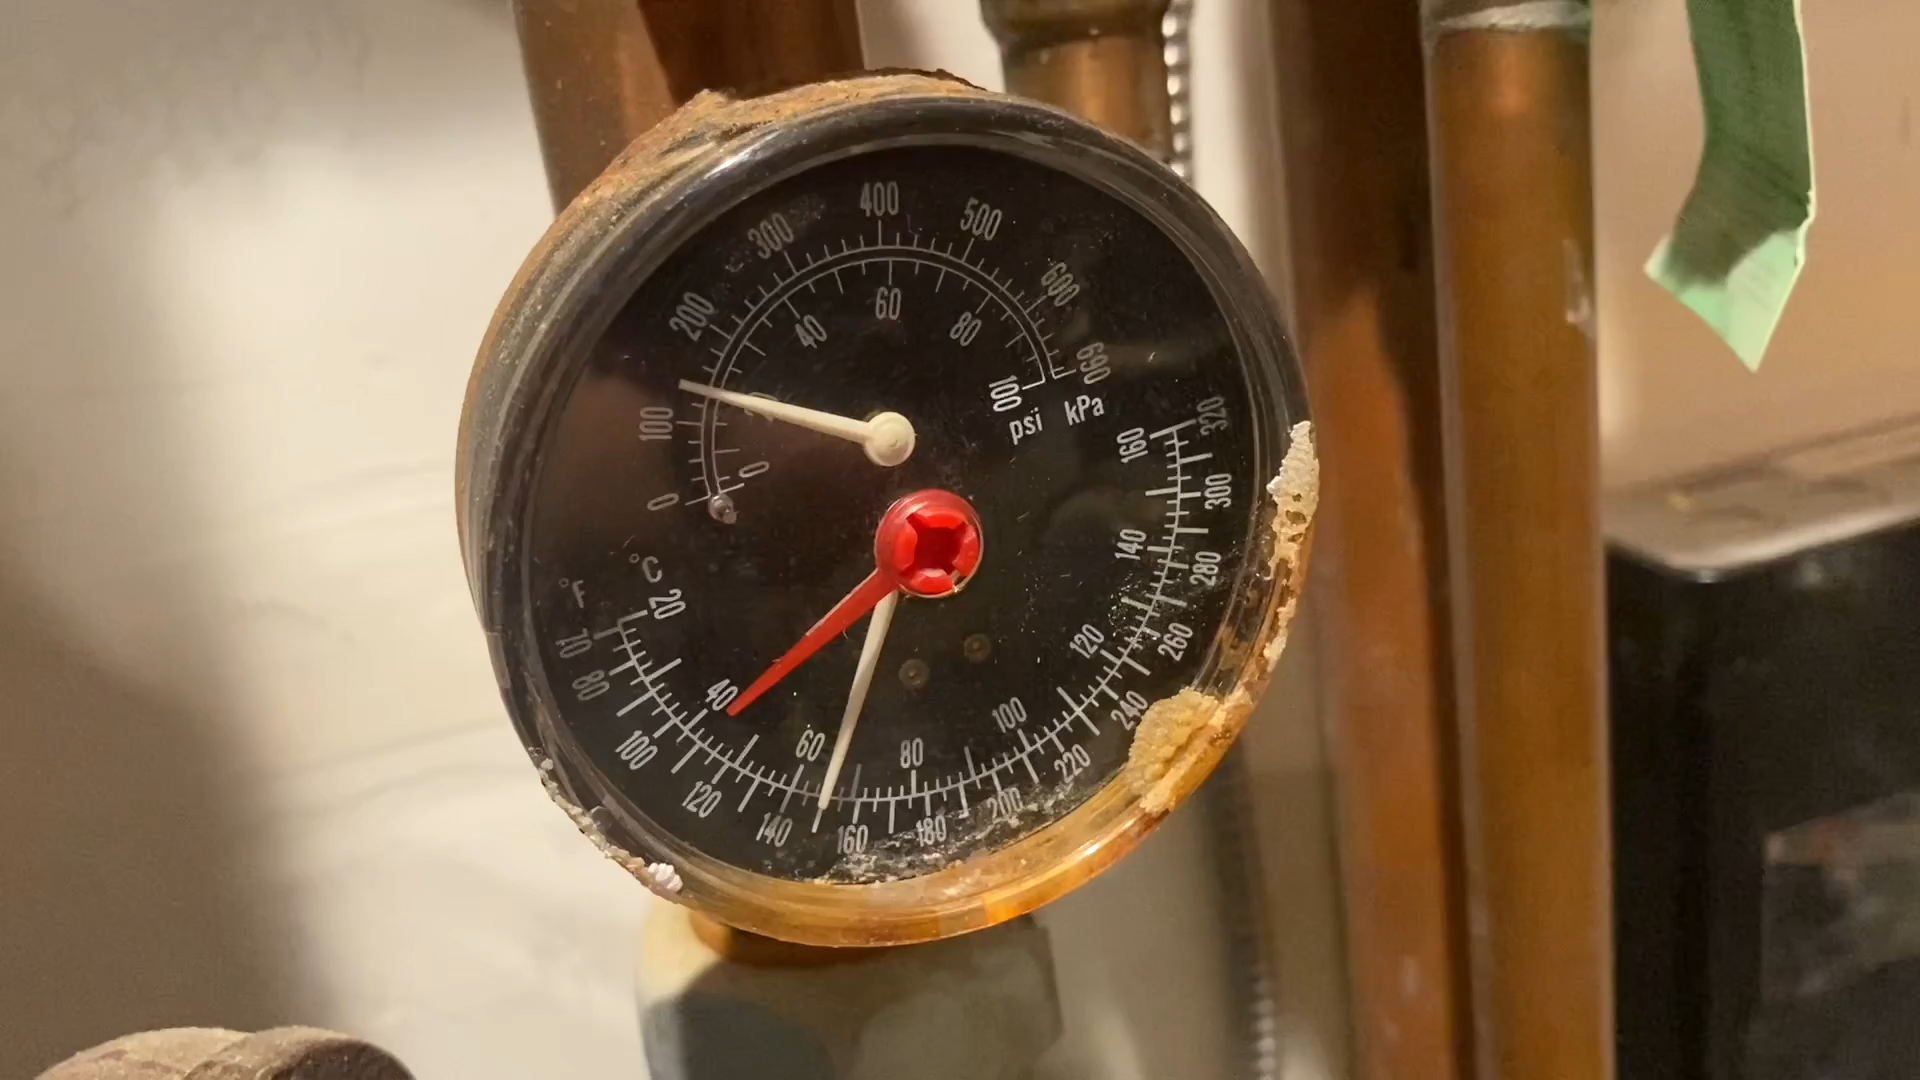 0 100 200 300 400 500 600 690
0 40 60 80 100
psi kPa
°F °C
20 40 60 80 100 120 140 160
70 80 100 120 140 160 180 200 220 240 260 280 300 320